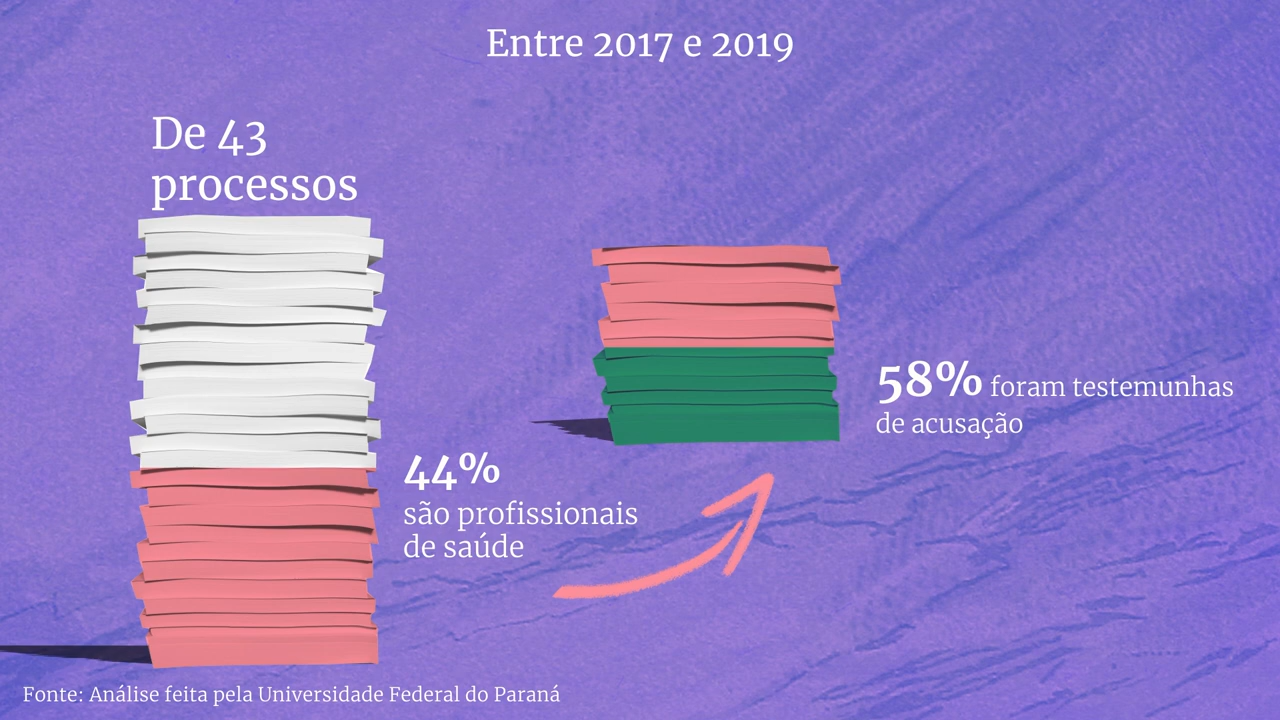 Entre 2017 e 2019
De 43
processos
44%
são profissionais
de saúde
58% foram testemunhas
de acusação
Fonte: Análise feita pela Universidade Federal do Paraná